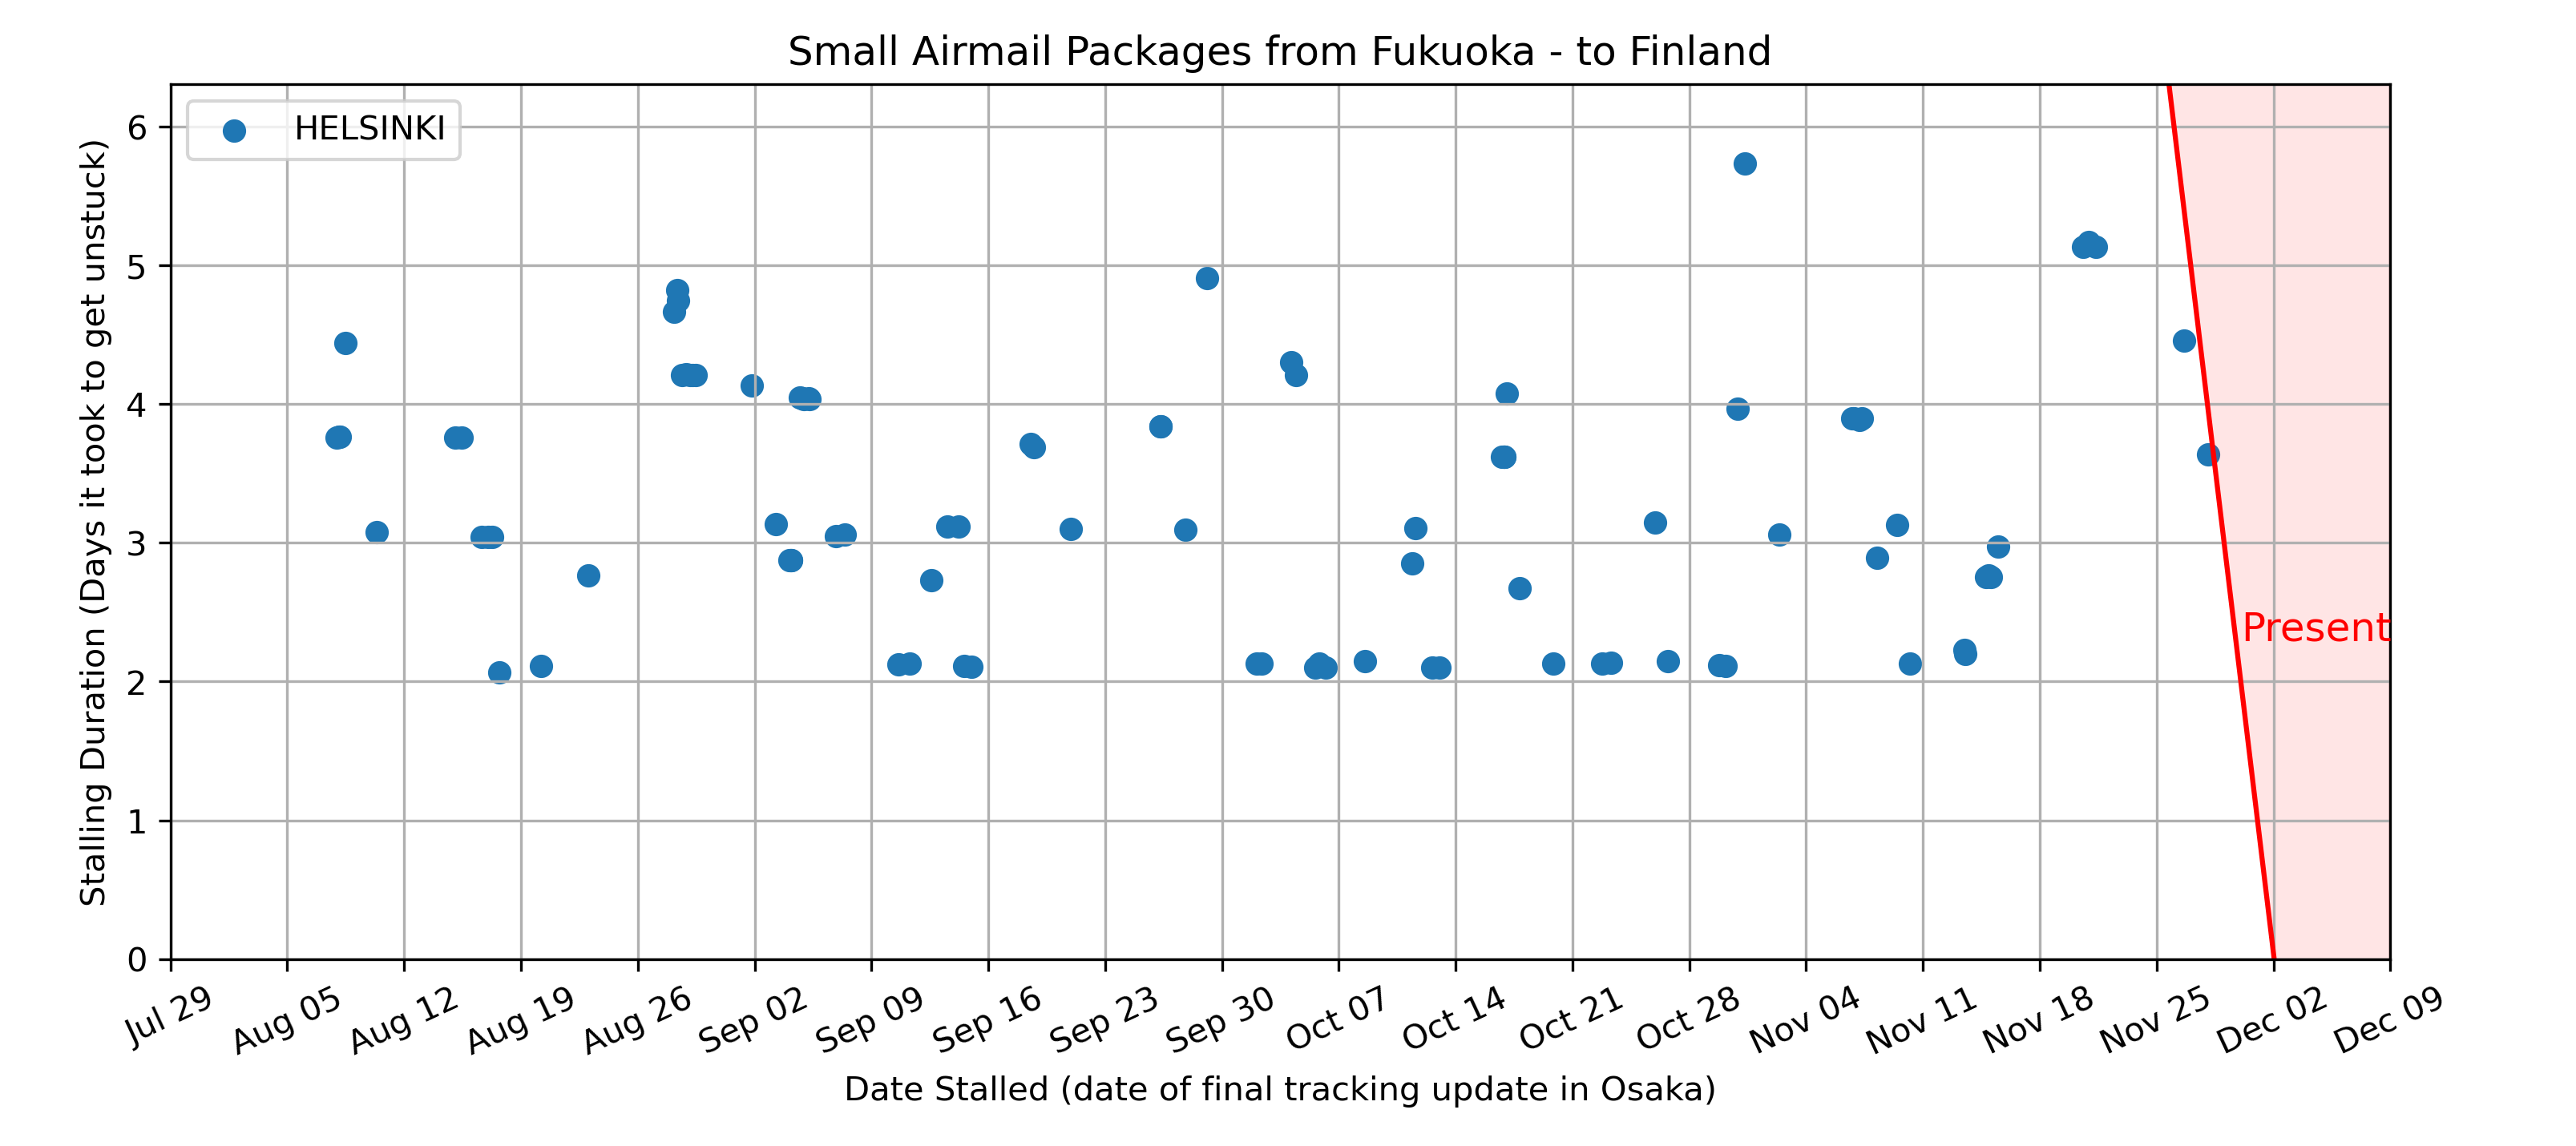 Small Airmail Packages from Fukuoka - to Finland
HELSINKI
Stalling Duration (Days it took to get unstuck)
6
5
4
3
2
1
0
Present
Jul 29
Aug 05
Aug 12
Aug 19
Aug 26
Sep 02
Sep 09
Sep 16
Sep 23
Sep 30
Oct 07
Oct 14
Oct 21
Oct 28
Nov 04
Nov 11
Nov 18
Nov 25
Dec 02
Dec 09
Date Stalled (date of final tracking update in Osaka)